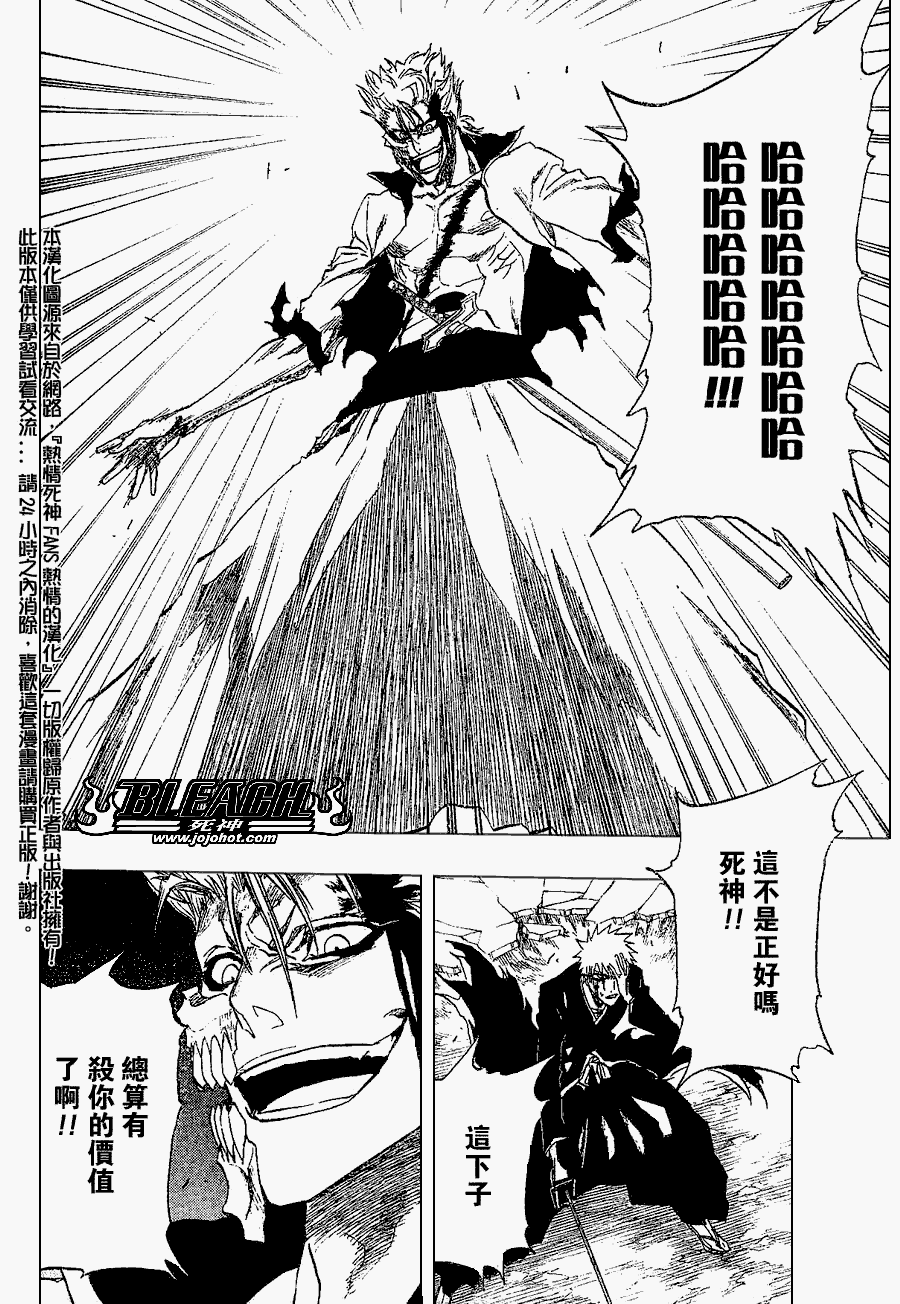 哈哈哈哈哈哈哈
哈哈哈哈哈!!!
這不是正好嗎
死神!!
這下子
總算有
殺你的價值
了啊!!
BLEACH
死神
www.jojohot.com
本漢化圖源來自於網路，『熱情死神FANS熱情的漢化』一切版權歸原作者與出版社擁有！
此版本僅供學習試看交流... 請24小時之內消除，喜歡這套漫畫請購買正版！謝謝。